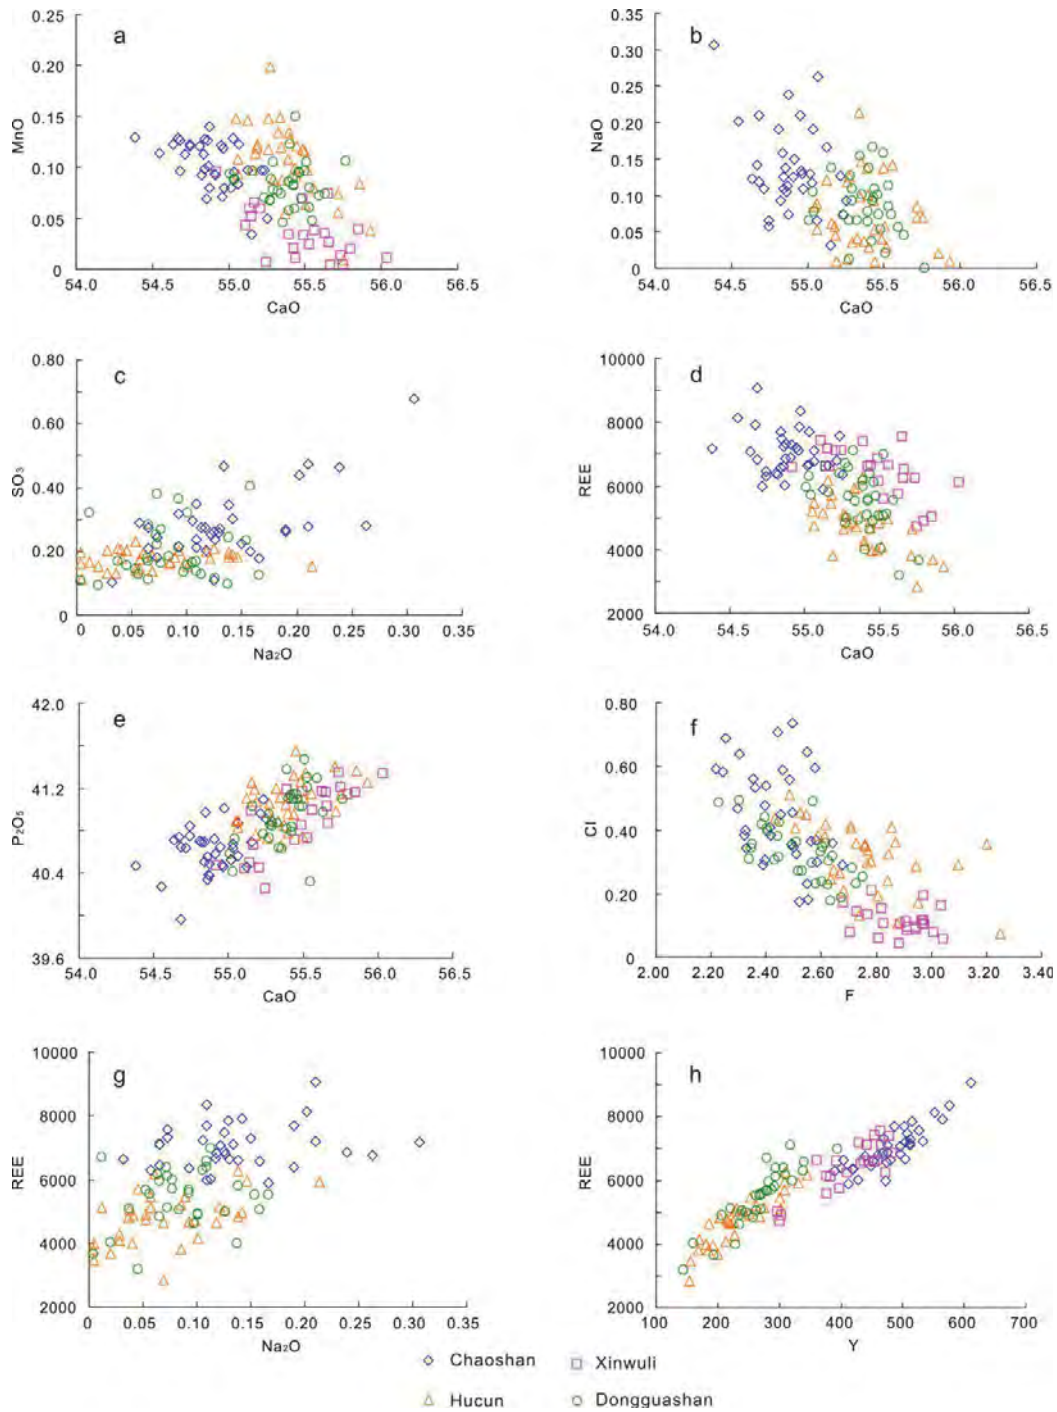 a
0.25
0.20
0.15
0.10
0.05
0
MnO
54.0 54.5 55.0 55.5 56.0 56.5
CaO
b
0.35
0.30
0.25
0.20
0.15
0.10
0.05
0
NaO
54.0 54.5 55.0 55.5 56.0 56.5
CaO
c
0.80
0.60
0.40
0.20
0
SO₃
0 0.05 0.10 0.15 0.20 0.25 0.30 0.35
Na₂O
d
10000
8000
6000
4000
2000
REE
54.0 54.5 55.0 55.5 56.0 56.5
CaO
e
42.0
41.2
40.4
39.6
P₂O₅
54.0 54.5 55.0 55.5 56.0 56.5
CaO
f
0.80
0.60
0.40
0.20
0
Cl
2.00 2.20 2.40 2.60 2.80 3.00 3.20 3.40
F
g
10000
8000
6000
4000
2000
REE
0 0.05 0.10 0.15 0.20 0.25 0.30 0.35
Na₂O
h
10000
8000
6000
4000
2000
REE
100 200 300 400 500 600 700
Y
Chaoshan Xinwuli
Hucun Dongguashan